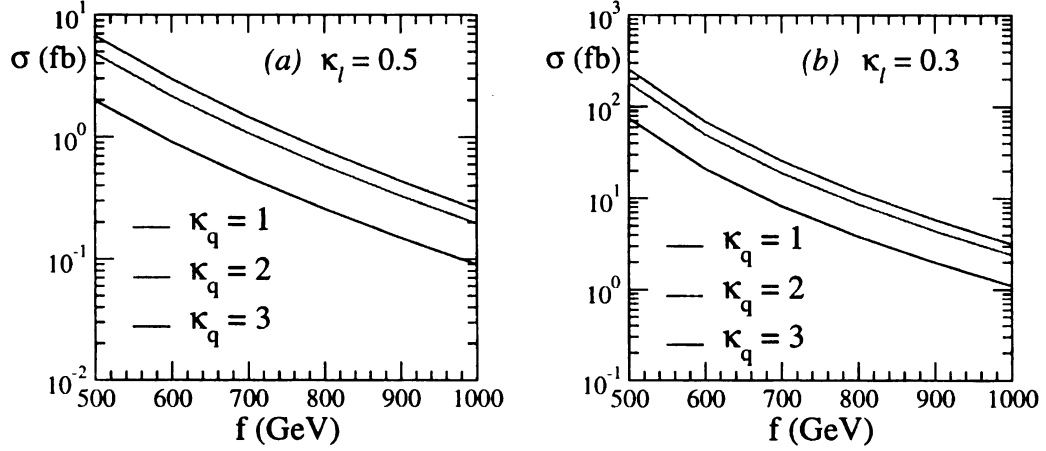 10^1
σ (fb)
(a) κ_l = 0.5
10^0
κ_q = 1
10^-1
κ_q = 2
κ_q = 3
10^-2
500 600 700 800 900 1000
f (GeV)
10^3
σ (fb)
(b) κ_l = 0.3
10^2
10^1
κ_q = 1
10^0
κ_q = 2
κ_q = 3
10^-1
500 600 700 800 900 1000
f (GeV)